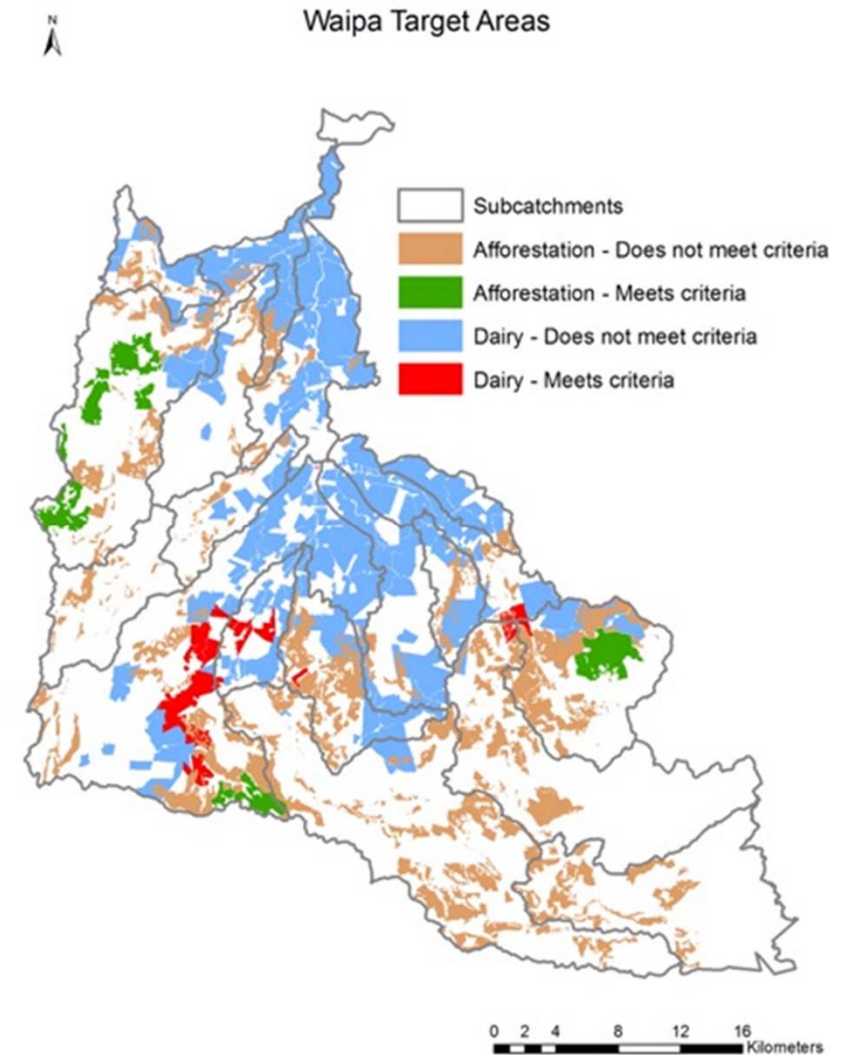 Waipa Target Areas
N
Subcatchments
Afforestation - Does not meet criteria
Afforestation - Meets criteria
Dairy - Does not meet criteria
Dairy - Meets criteria
0 2 4 8 12 16
Kilometers